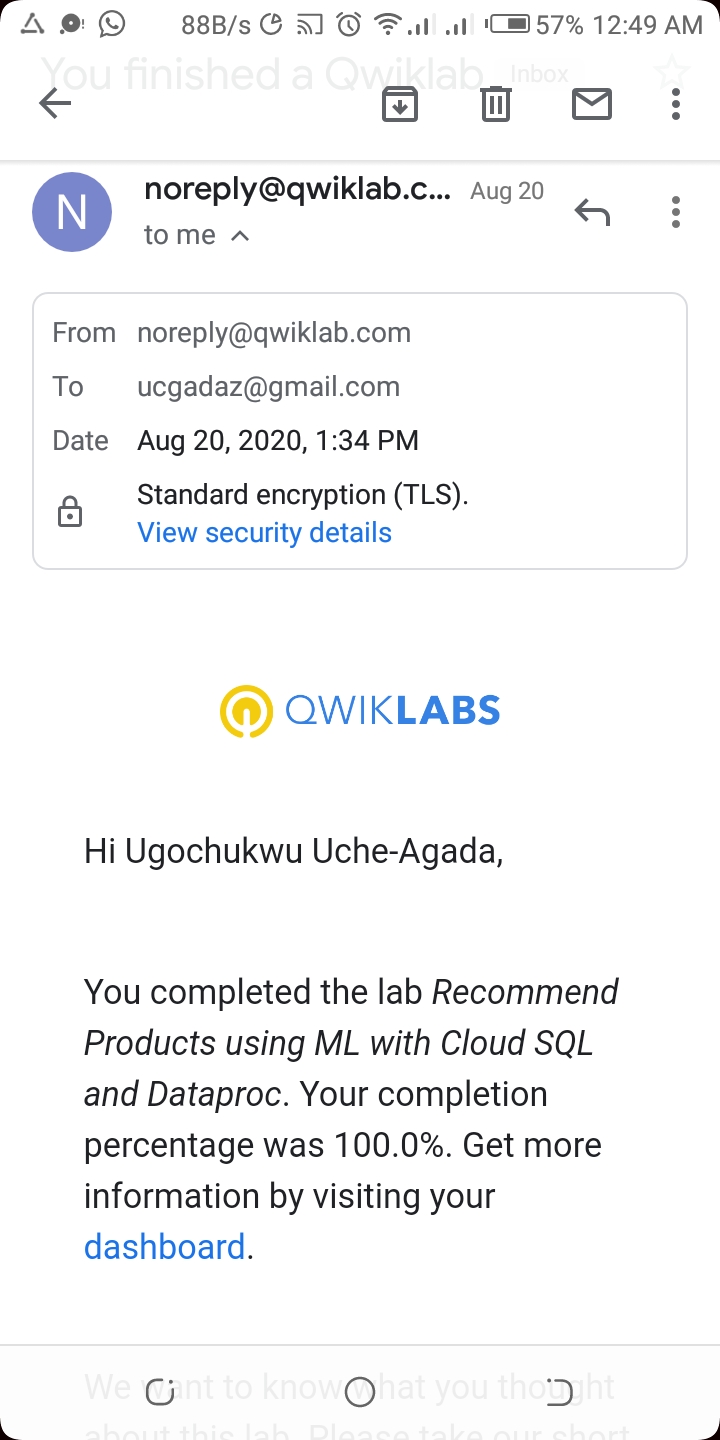 88B/s 57% 12:49 AM
You finished a Qwiklab Inbox
N noreply@qwiklab.c... Aug 20
to me
From noreply@qwiklab.com
To ucgadaz@gmail.com
Date Aug 20, 2020, 1:34 PM
Standard encryption (TLS).
View security details
QWIKLABS
Hi Ugochukwu Uche-Agada,
You completed the lab Recommend
Products using ML with Cloud SQL
and Dataproc. Your completion
percentage was 100.0%. Get more
information by visiting your
dashboard.
We want to know what you thought
about this lab. Please take our short